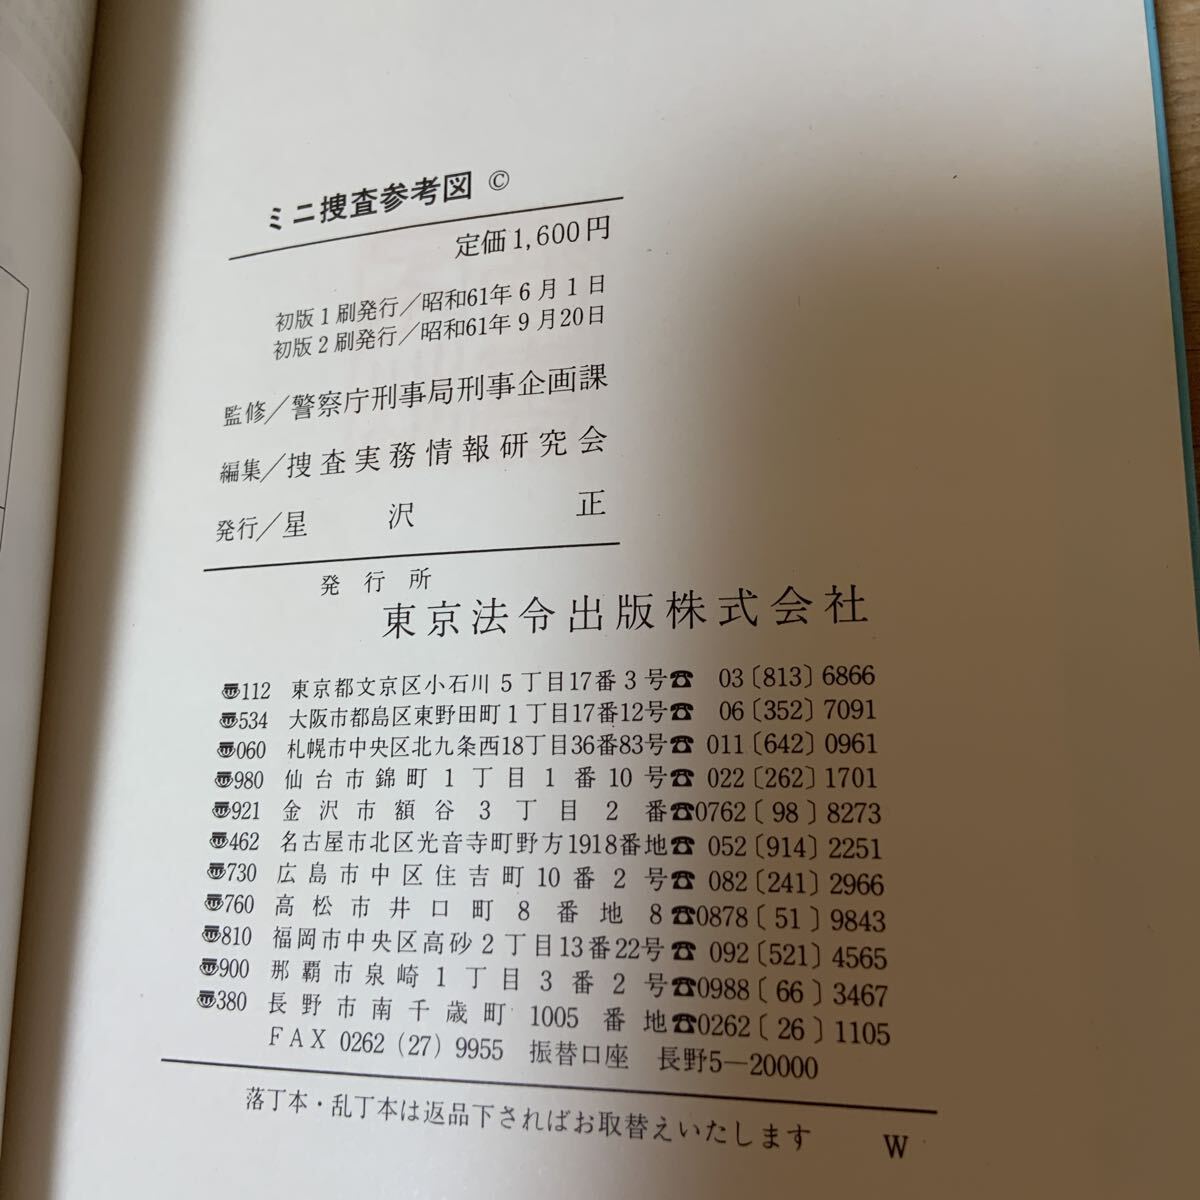 ミニ捜査参考図 ©
定価1,600円
初版1刷発行／昭和61年6月1日
初版2刷発行／昭和61年9月20日
監修／警察庁刑事局刑事企画課
編集／捜査実務情報研究会
発行／星沢 正
発行所
東京法令出版株式会社
〠112 東京都文京区小石川5丁目17番3号☎ 03〔813〕6866
〠534 大阪市都島区東野田町1丁目17番12号☎ 06〔352〕7091
〠060 札幌市中央区北九条西18丁目36番83号☎ 011〔642〕0961
〠980 仙台市錦町1丁目1番10号☎ 022〔262〕1701
〠921 金沢市額谷3丁目2番☎0762〔98〕8273
〠462 名古屋市北区光音寺町野方1918番地☎ 052〔914〕2251
〠730 広島市中区住吉町10番2号☎ 082〔241〕2966
〠760 高松市井口町8番地8☎0878〔51〕9843
〠810 福岡市中央区高砂2丁目13番22号☎ 092〔521〕4565
〠900 那覇市泉崎1丁目3番2号☎0988〔66〕3467
〠380 長野市南千歳町1005番地☎0262〔26〕1105
FAX 0262 (27) 9955 振替口座 長野5―20000
落丁本・乱丁本は返品下さればお取替えいたします W